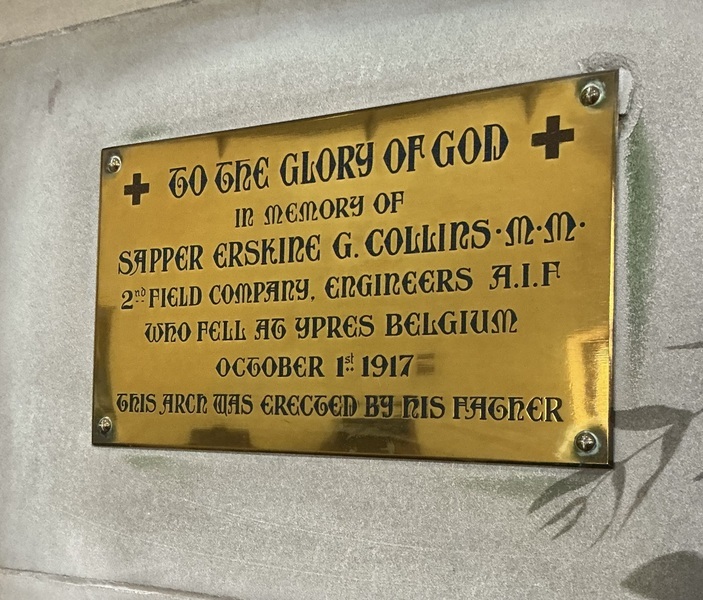 ✚ TO THE GLORY OF GOD ✚
IN MEMORY OF
SAPPER ERSKINE G. COLLINS·M·M·
2nd FIELD COMPANY, ENGINEERS A.I.F
WHO FELL AT YPRES BELGIUM
OCTOBER 1st 1917
THIS ARCH WAS ERECTED BY HIS FATHER